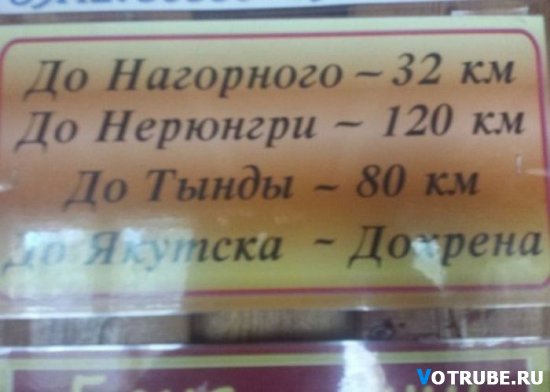 До Нагорного ~ 32 км
До Нерюнгри ~ 120 км
До Тынды ~ 80 км
До Якутска ~ Дохрена
VOTRUBE.RU